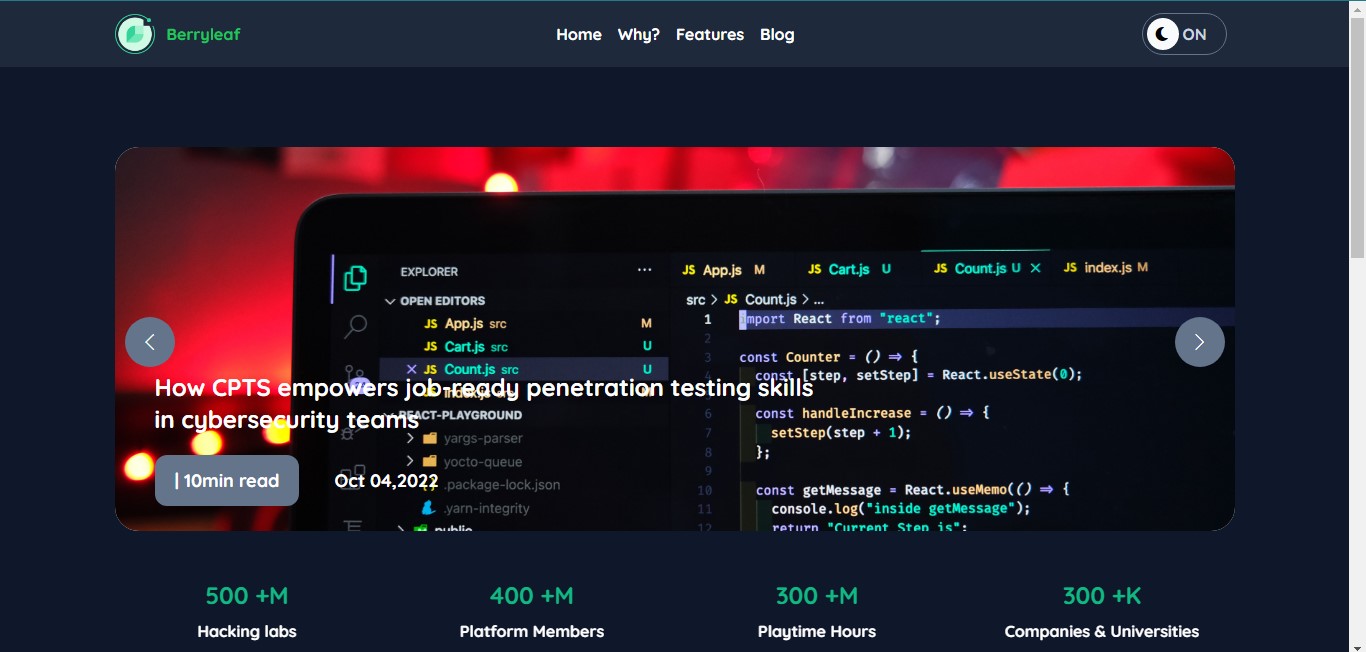 Berryleaf
Home Why? Features Blog
ON
EXPLORER ...
OPEN EDITORS
JS App.js src M
JS Cart.js src U
JS Count.js src U
JS index.js src M
REACT-PLAYGROUND
yargs-parser
yocto-queue
.package-lock.json
.yarn-integrity
public
JS App.js M JS Cart.js U JS Count.js U JS index.js M
src > JS Count.js > ...
1 import React from "react";
2
3 const Counter = () => {
4 const [step, setStep] = React.useState(0);
6 const handleIncrease = () => {
7 setStep(step + 1);
8 };
9
10 const getMessage = React.useMemo(() => {
11 console.log("inside getMessage");
12 return "Current Step is";
How CPTS empowers job-ready penetration testing skills
in cybersecurity teams
| 10min read
Oct 04,2022
500 +M 400 +M 300 +M 300 +K
Hacking labs Platform Members Playtime Hours Companies & Universities